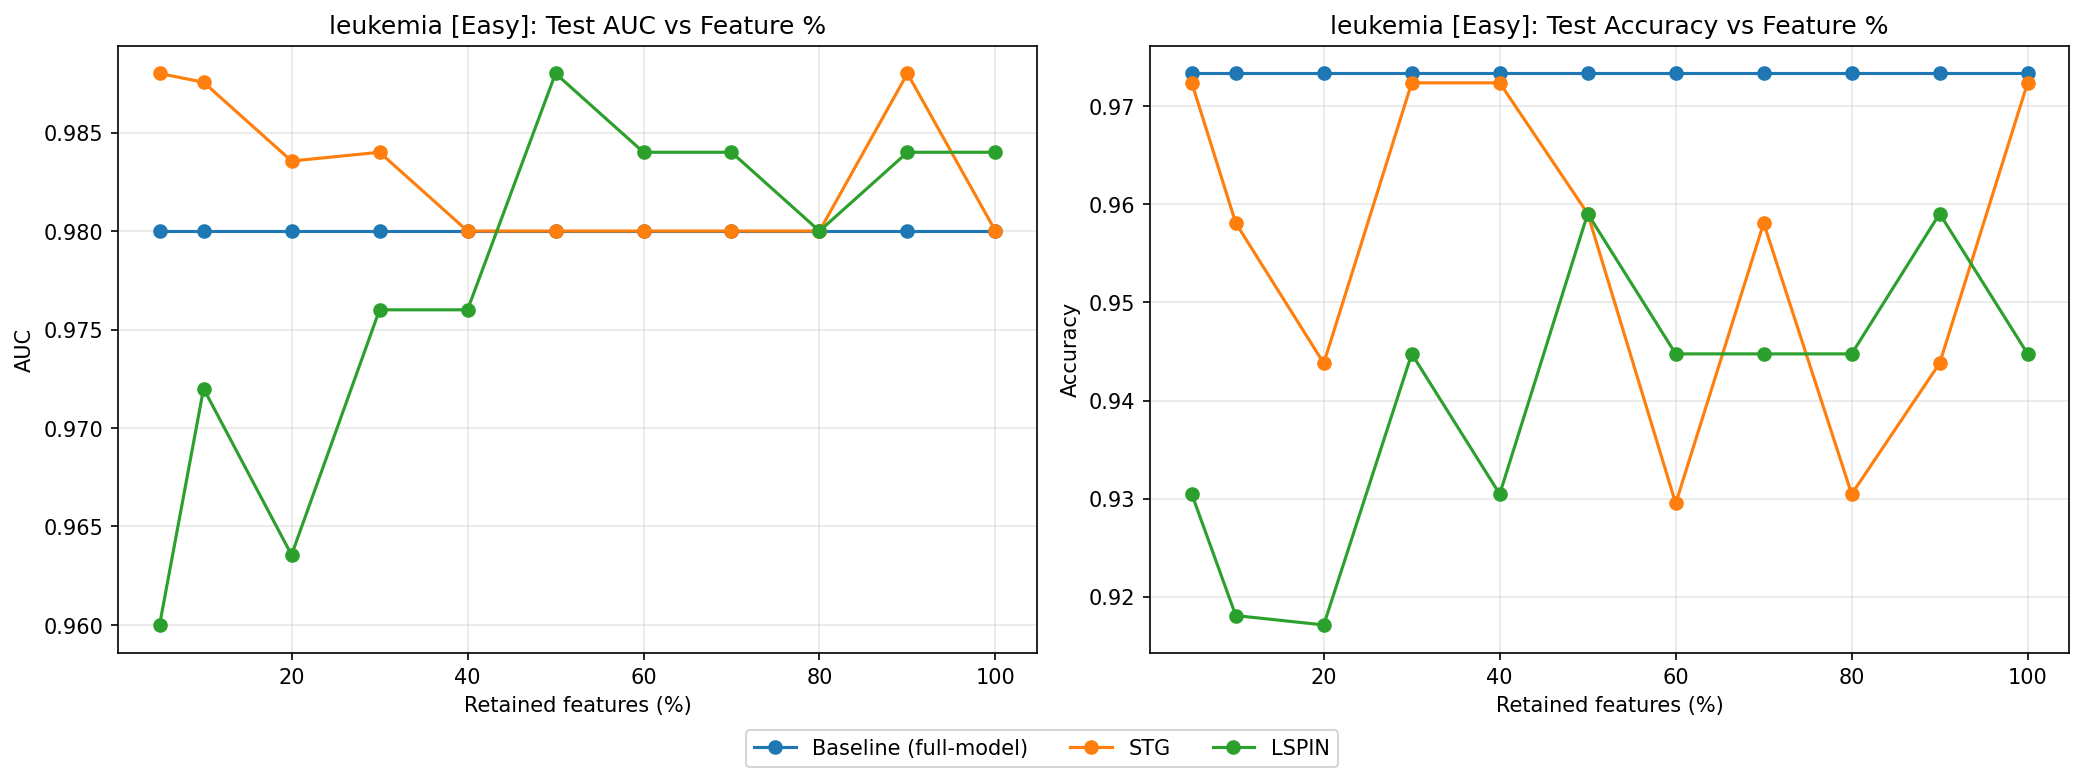 leukemia [Easy]: Test AUC vs Feature %
AUC
0.985
0.980
0.975
0.970
0.965
0.960
20 40 60 80 100
Retained features (%)
leukemia [Easy]: Test Accuracy vs Feature %
Accuracy
0.97
0.96
0.95
0.94
0.93
0.92
20 40 60 80 100
Retained features (%)
Baseline (full-model) STG LSPIN